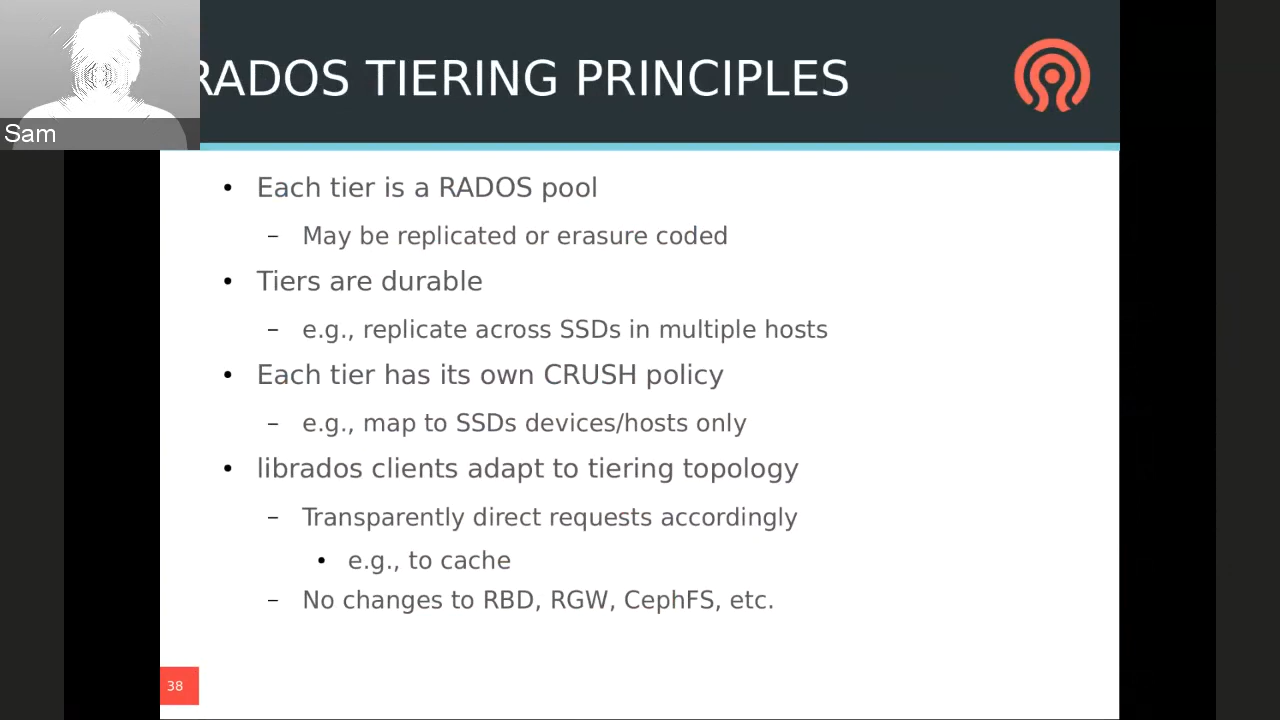 RADOS TIERING PRINCIPLES
Sam
• Each tier is a RADOS pool
– May be replicated or erasure coded
• Tiers are durable
– e.g., replicate across SSDs in multiple hosts
• Each tier has its own CRUSH policy
– e.g., map to SSDs devices/hosts only
• librados clients adapt to tiering topology
– Transparently direct requests accordingly
• e.g., to cache
– No changes to RBD, RGW, CephFS, etc.
38